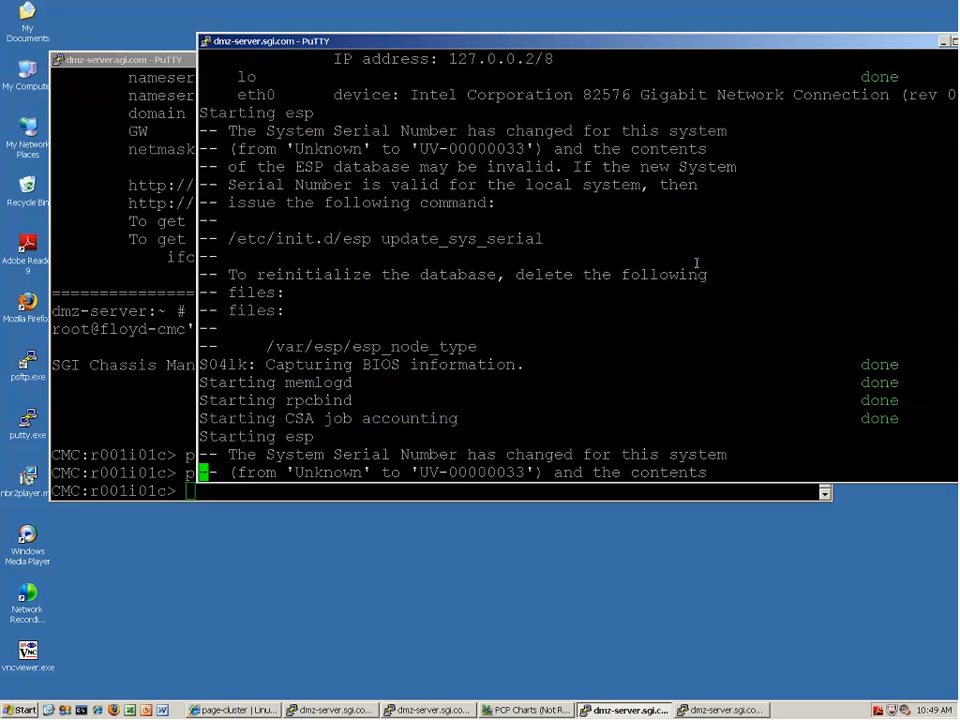 My
Documents
My Compute
My Network
Places
Recycle Bin
Adobe Reade
9
Mozilla Firefo
psftp.exe
putty.exe
nbr2player.m
Windows
Media Player
Network
Recordi...
vncviewer.exe
dmz-server.sgi.com - PuTTY
nameser
nameser
domain
GW
netmask
http://
http://
To get
To get
ifc
====================
dmz-server:~ #
root@floyd-cmc'
SGI Chassis Man
CMC:r001i01c> p
CMC:r001i01c> p
CMC:r001i01c>
dmz-server.sgi.com - PuTTY
IP address: 127.0.0.2/8
lo done
eth0 device: Intel Corporation 82576 Gigabit Network Connection (rev 0
Starting esp
-- The System Serial Number has changed for this system
-- (from 'Unknown' to 'UV-00000033') and the contents
-- of the ESP database may be invalid. If the new System
-- Serial Number is valid for the local system, then
-- issue the following command:
--
-- /etc/init.d/esp update_sys_serial
--
-- To reinitialize the database, delete the following
-- files:
-- files:
--
-- /var/esp/esp_node_type
S04lk: Capturing BIOS information. done
Starting memlogd done
Starting rpcbind done
Starting CSA job accounting done
Starting esp
-- The System Serial Number has changed for this system
-- (from 'Unknown' to 'UV-00000033') and the contents
Start
page-cluster | Linu...
dmz-server.sgi.co...
dmz-server.sgi.co...
PCP Charts (Not R...
dmz-server.sgi.c...
dmz-server.sgi.co...
10:49 AM